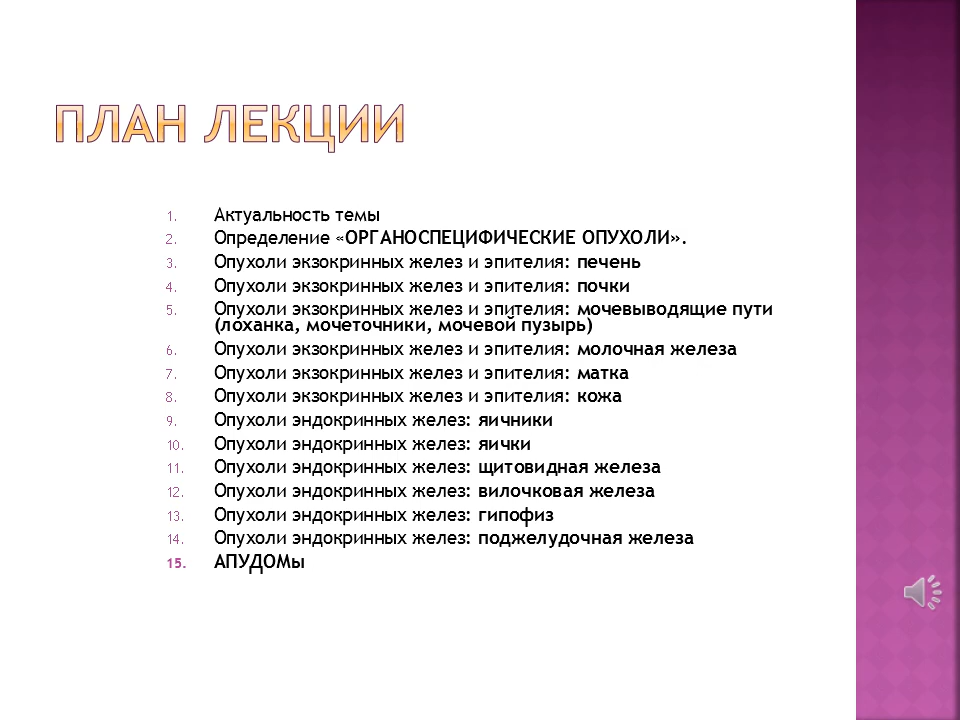 ПЛАН ЛЕКЦИИ
1. Актуальность темы
2. Определение «ОРГАНОСПЕЦИФИЧЕСКИЕ ОПУХОЛИ».
3. Опухоли экзокринных желез и эпителия: печень
4. Опухоли экзокринных желез и эпителия: почки
5. Опухоли экзокринных желез и эпителия: мочевыводящие пути
(лоханка, мочеточники, мочевой пузырь)
6. Опухоли экзокринных желез и эпителия: молочная железа
7. Опухоли экзокринных желез и эпителия: матка
8. Опухоли экзокринных желез и эпителия: кожа
9. Опухоли эндокринных желез: яичники
10. Опухоли эндокринных желез: яички
11. Опухоли эндокринных желез: щитовидная железа
12. Опухоли эндокринных желез: вилочковая железа
13. Опухоли эндокринных желез: гипофиз
14. Опухоли эндокринных желез: поджелудочная железа
15. АПУДОМы